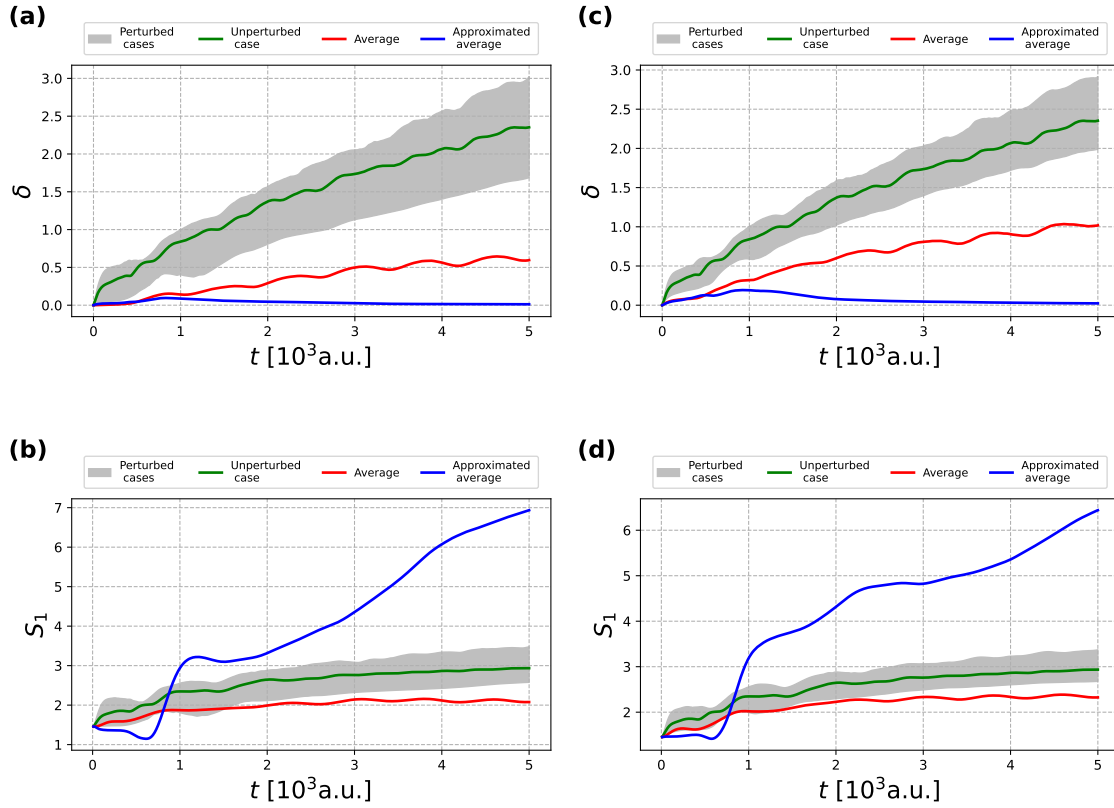 (a)
Perturbed cases
Unperturbed case
Average
Approximated average
3.0
2.5
2.0
1.5
1.0
0.5
0.0
δ
0 1 2 3 4 5
t [10³a.u.]
(c)
Perturbed cases
Unperturbed case
Average
Approximated average
3.0
2.5
2.0
1.5
1.0
0.5
0.0
δ
0 1 2 3 4 5
t [10³a.u.]
(b)
Perturbed cases
Unperturbed case
Average
Approximated average
7
6
5
4
3
2
1
S₁
0 1 2 3 4 5
t [10³a.u.]
(d)
Perturbed cases
Unperturbed case
Average
Approximated average
6
5
4
3
2
S₁
0 1 2 3 4 5
t [10³a.u.]